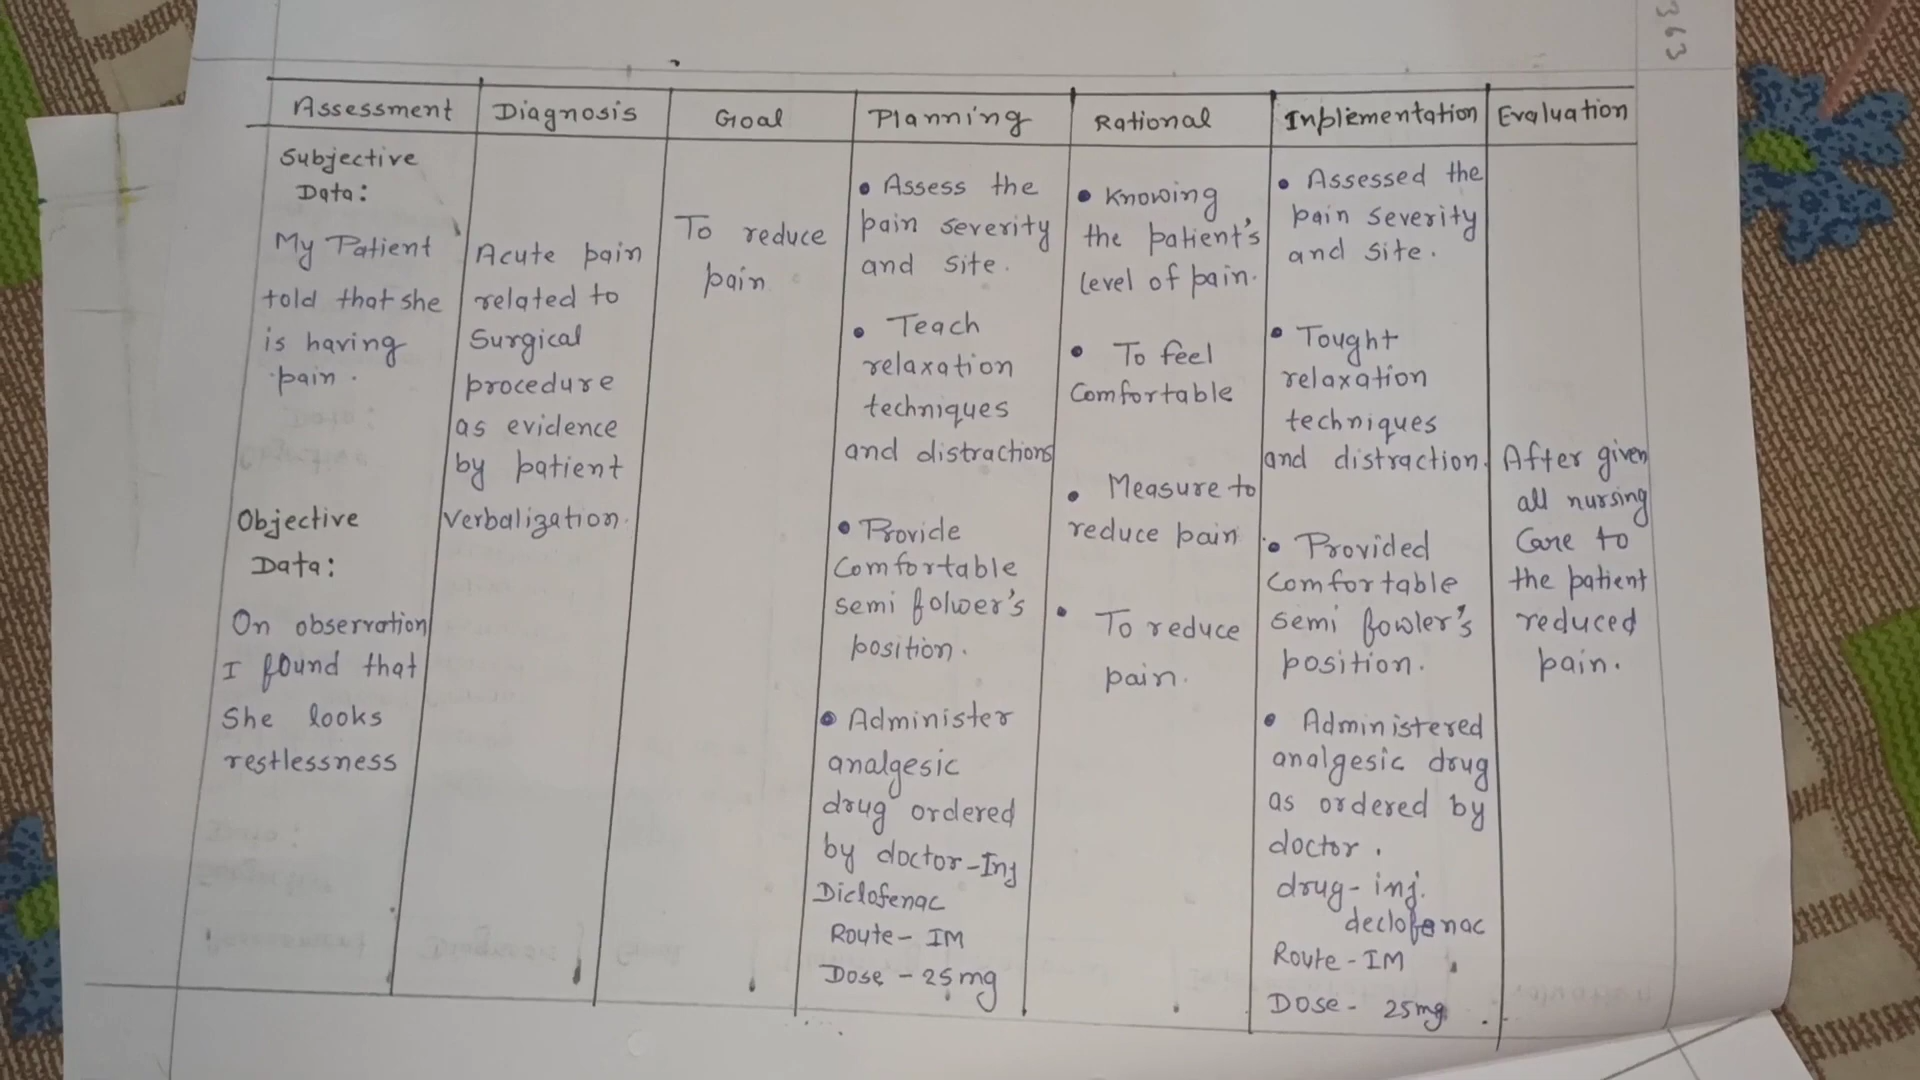 363
Assessment
Diagnosis
Goal
Planning
Rational
Inplementation
Evaluation
Subjective
Data:
My Patient
told that she
is having
pain.
Objective
Data:
On observation
I found that
She looks
restlessness
Acute pain
related to
Surgical
procedure
as evidence
by patient
verbalization.
To reduce
pain
• Assess the
pain severity
and site.
• Teach
relaxation
techniques
and distractions
• Provide
Comfortable
semi folwer's
position.
• Administer
analgesic
drug ordered
by doctor-Inj
Diclofenac
Route- IM
Dose - 25mg
• Knowing
the patient's
level of pain.
• To feel
Comfortable
• Measure to
reduce pain
• To reduce
pain.
• Assessed the
pain severity
and site.
• Tought
relaxation
techniques
and distraction.
• Provided
Comfortable
semi fowler's
position.
• Administered
analgesic drug
as ordered by
doctor.
drug- inj.
declofenac
Route-IM
Dose- 25mg
After given
all nursing
Care to
the patient
reduced
pain.